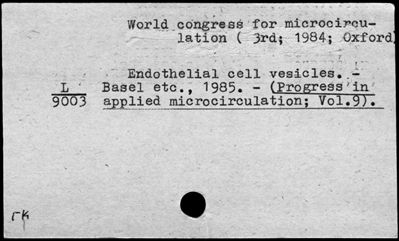 World congress for microcircu-
lation ( 3rd; 1984; Oxford)
Endothelial cell vesicles. -
L Basel etc., 1985. - (Progress in
9003 applied microcirculation; Vol.9).
гк